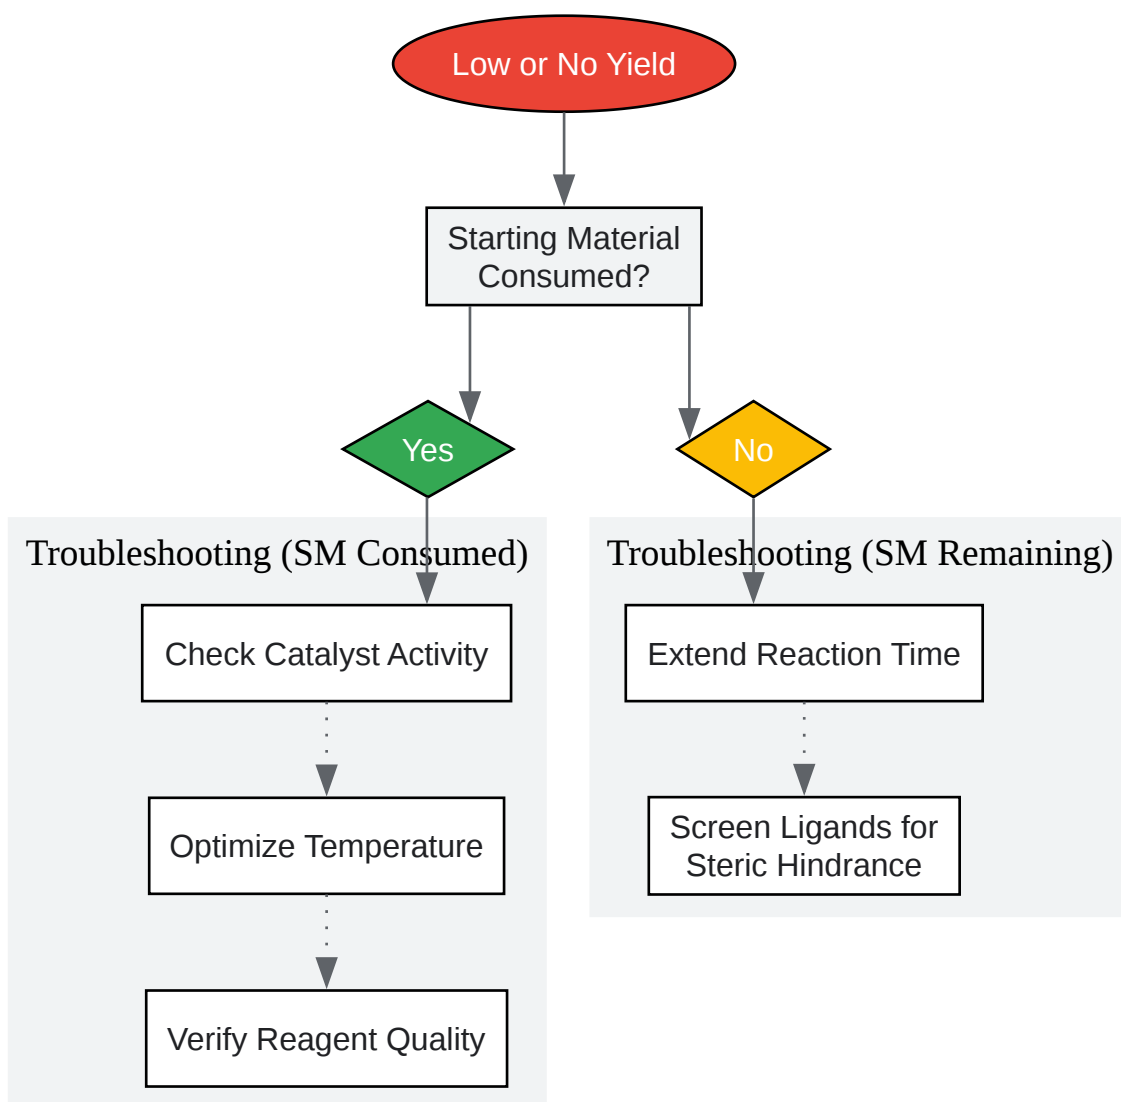 Low or No Yield
Starting Material
Consumed?
Yes
No
Troubleshooting (SM Consumed)
Check Catalyst Activity
Optimize Temperature
Verify Reagent Quality
Troubleshooting (SM Remaining)
Extend Reaction Time
Screen Ligands for
Steric Hindrance